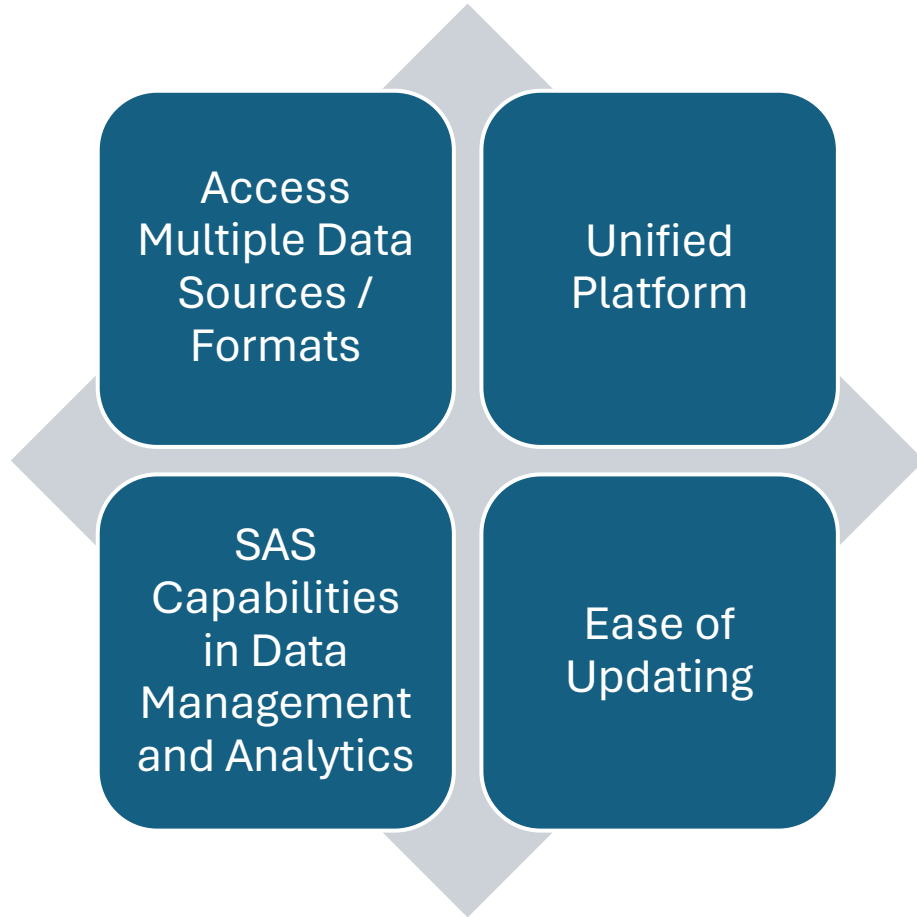 Access
Multiple Data
Sources /
Formats
Unified
Platform
SAS
Capabilities
in Data
Management
and Analytics
Ease of
Updating